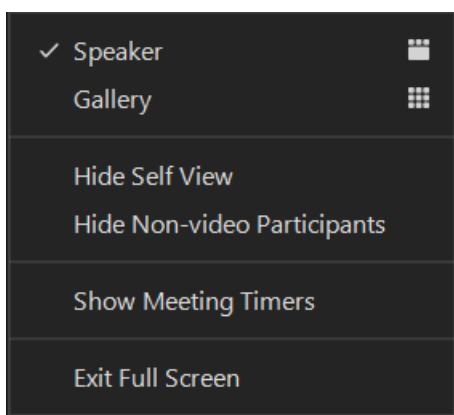 Speaker
Gallery
Hide Self View
Hide Non-video Participants
Show Meeting Timers
Exit Full Screen